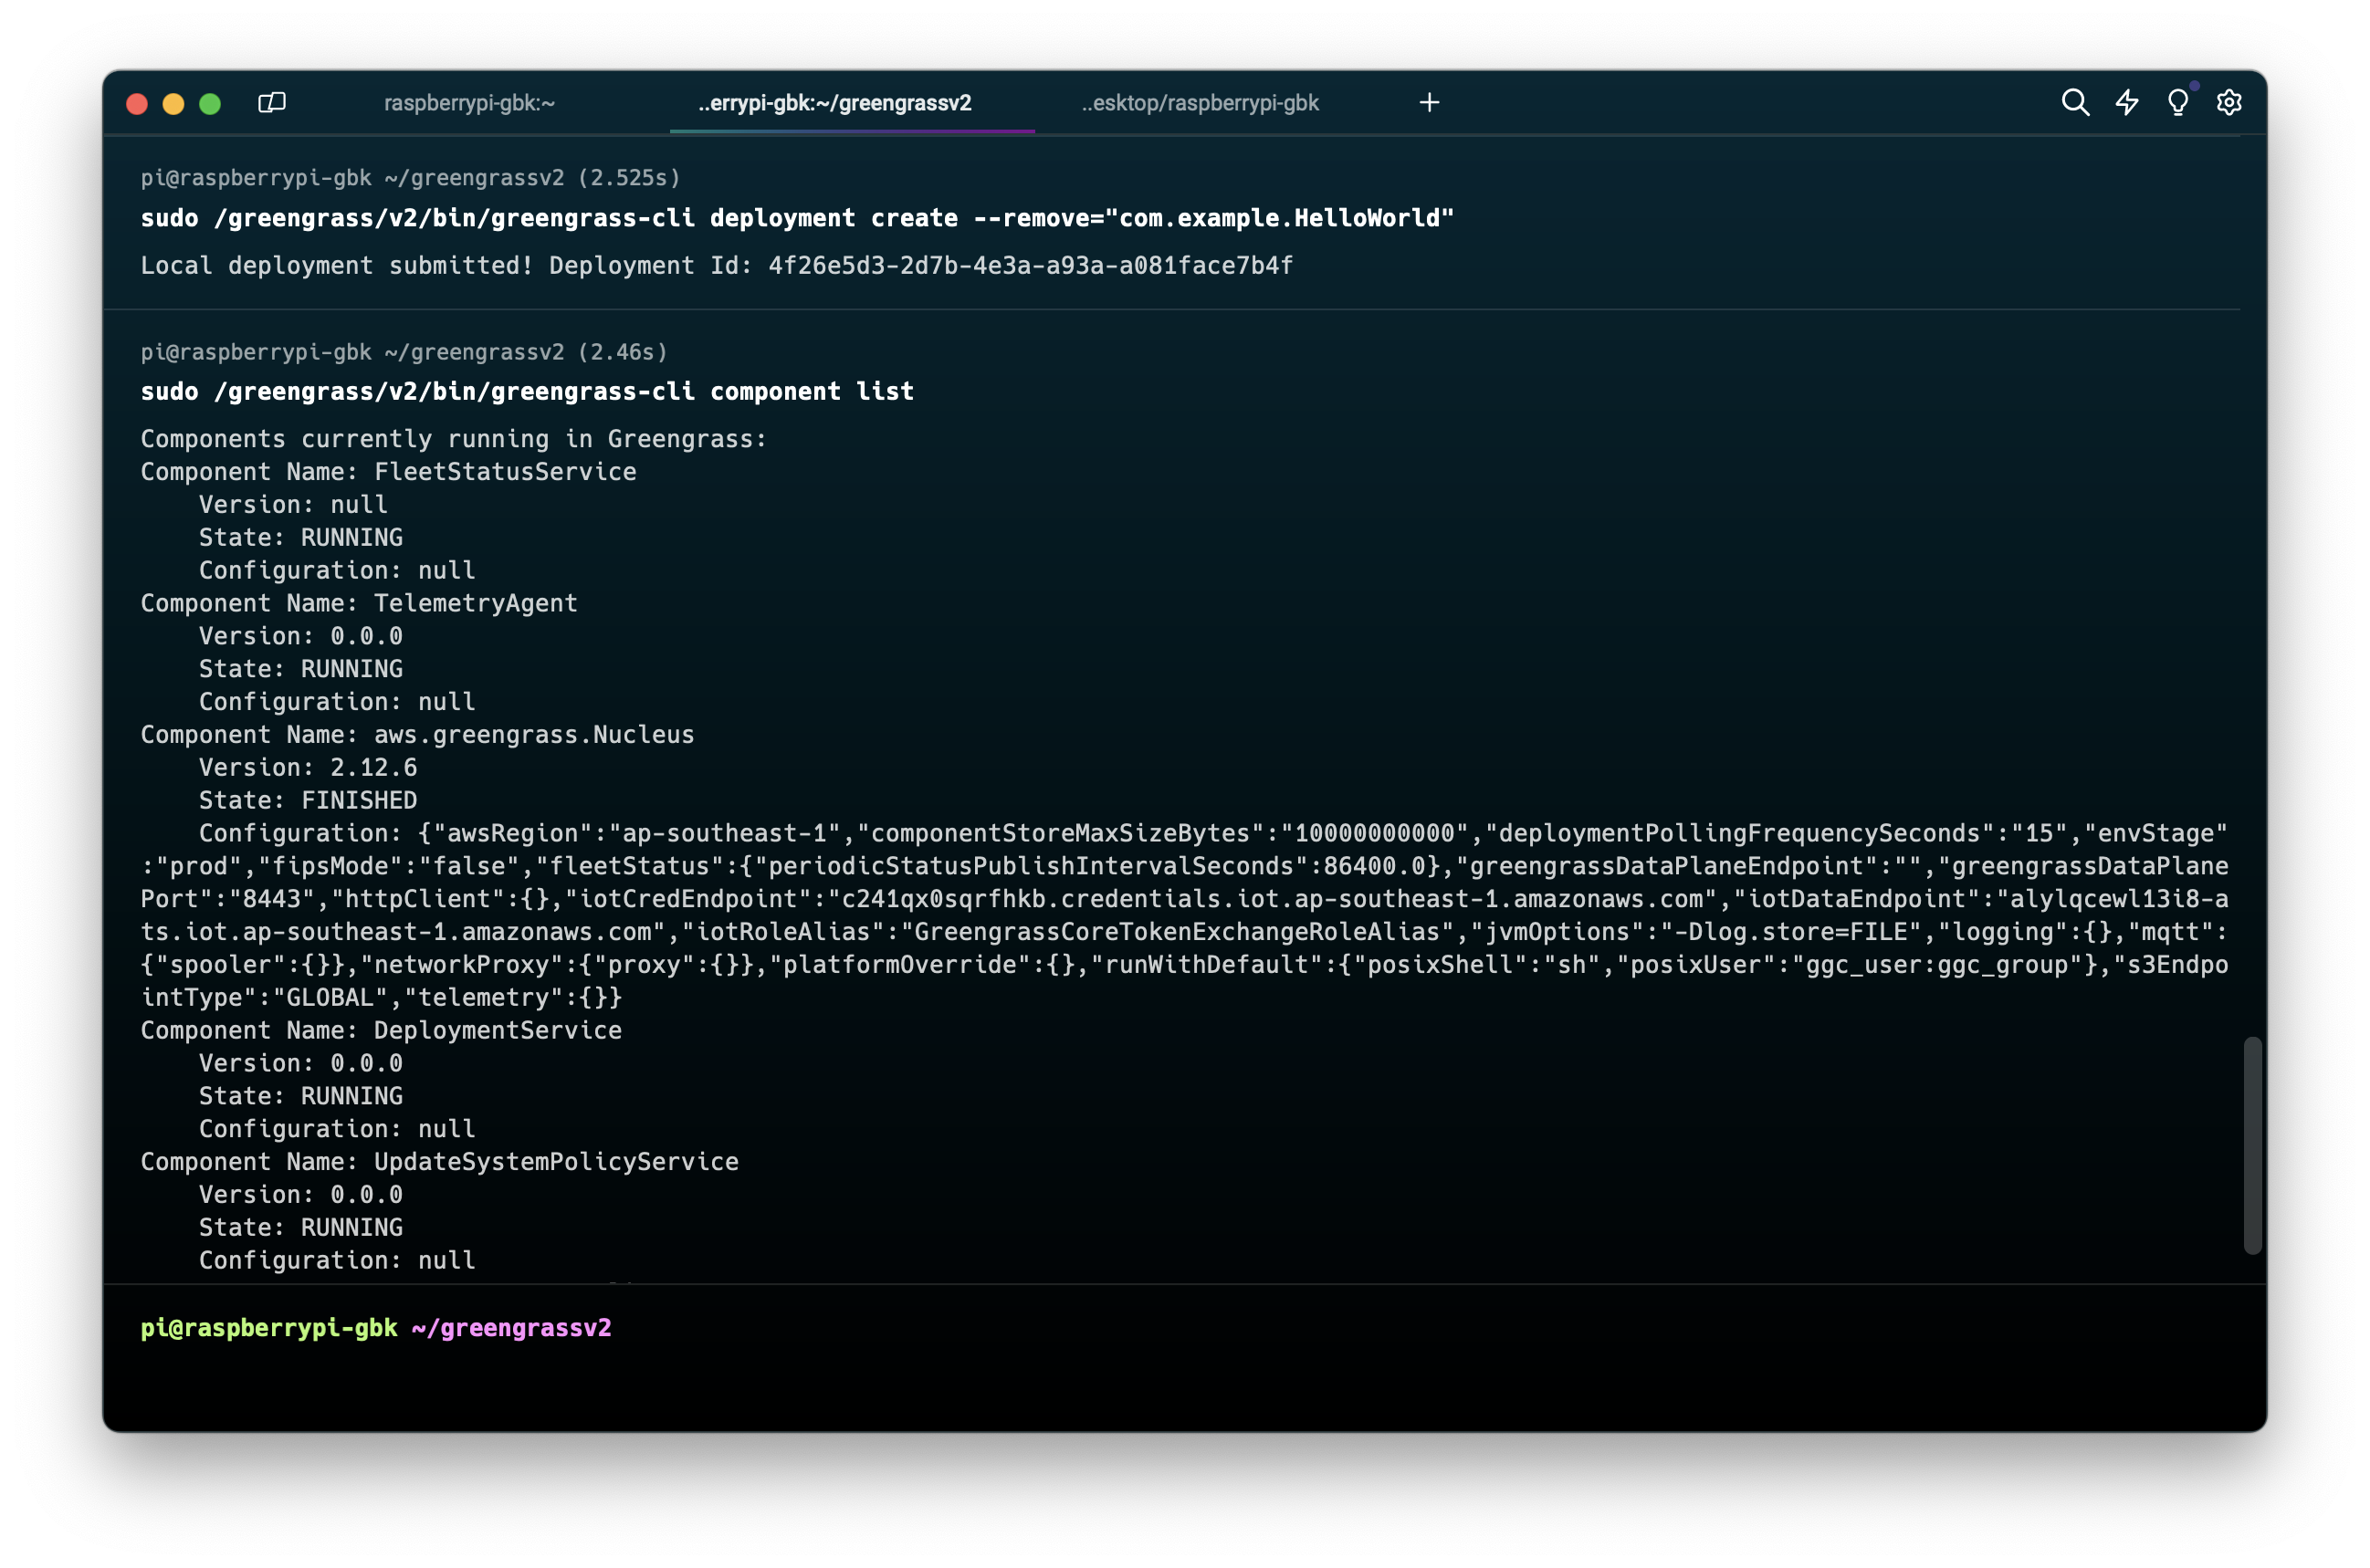 raspberrypi-gbk:~
..errypi-gbk:~/greengrassv2
..esktop/raspberrypi-gbk
pi@raspberrypi-gbk ~/greengrassv2 (2.525s)
sudo /greengrass/v2/bin/greengrass-cli deployment create --remove="com.example.HelloWorld"
Local deployment submitted! Deployment Id: 4f26e5d3-2d7b-4e3a-a93a-a081face7b4f
pi@raspberrypi-gbk ~/greengrassv2 (2.46s)
sudo /greengrass/v2/bin/greengrass-cli component list
Components currently running in Greengrass:
Component Name: FleetStatusService
    Version: null
    State: RUNNING
    Configuration: null
Component Name: TelemetryAgent
    Version: 0.0.0
    State: RUNNING
    Configuration: null
Component Name: aws.greengrass.Nucleus
    Version: 2.12.6
    State: FINISHED
    Configuration: {"awsRegion":"ap-southeast-1","componentStoreMaxSizeBytes":"10000000000","deploymentPollingFrequencySeconds":"15","envStage"
:"prod","fipsMode":"false","fleetStatus":{"periodicStatusPublishIntervalSeconds":86400.0},"greengrassDataPlaneEndpoint":"","greengrassDataPlane
Port":"8443","httpClient":{},"iotCredEndpoint":"c241qx0sqrfhkb.credentials.iot.ap-southeast-1.amazonaws.com","iotDataEndpoint":"alylqcewl13i8-a
ts.iot.ap-southeast-1.amazonaws.com","iotRoleAlias":"GreengrassCoreTokenExchangeRoleAlias","jvmOptions":"-Dlog.store=FILE","logging":{},"mqtt":
{"spooler":{}},"networkProxy":{"proxy":{}},"platformOverride":{},"runWithDefault":{"posixShell":"sh","posixUser":"ggc_user:ggc_group"},"s3Endpo
intType":"GLOBAL","telemetry":{}}
Component Name: DeploymentService
    Version: 0.0.0
    State: RUNNING
    Configuration: null
Component Name: UpdateSystemPolicyService
    Version: 0.0.0
    State: RUNNING
    Configuration: null
pi@raspberrypi-gbk ~/greengrassv2